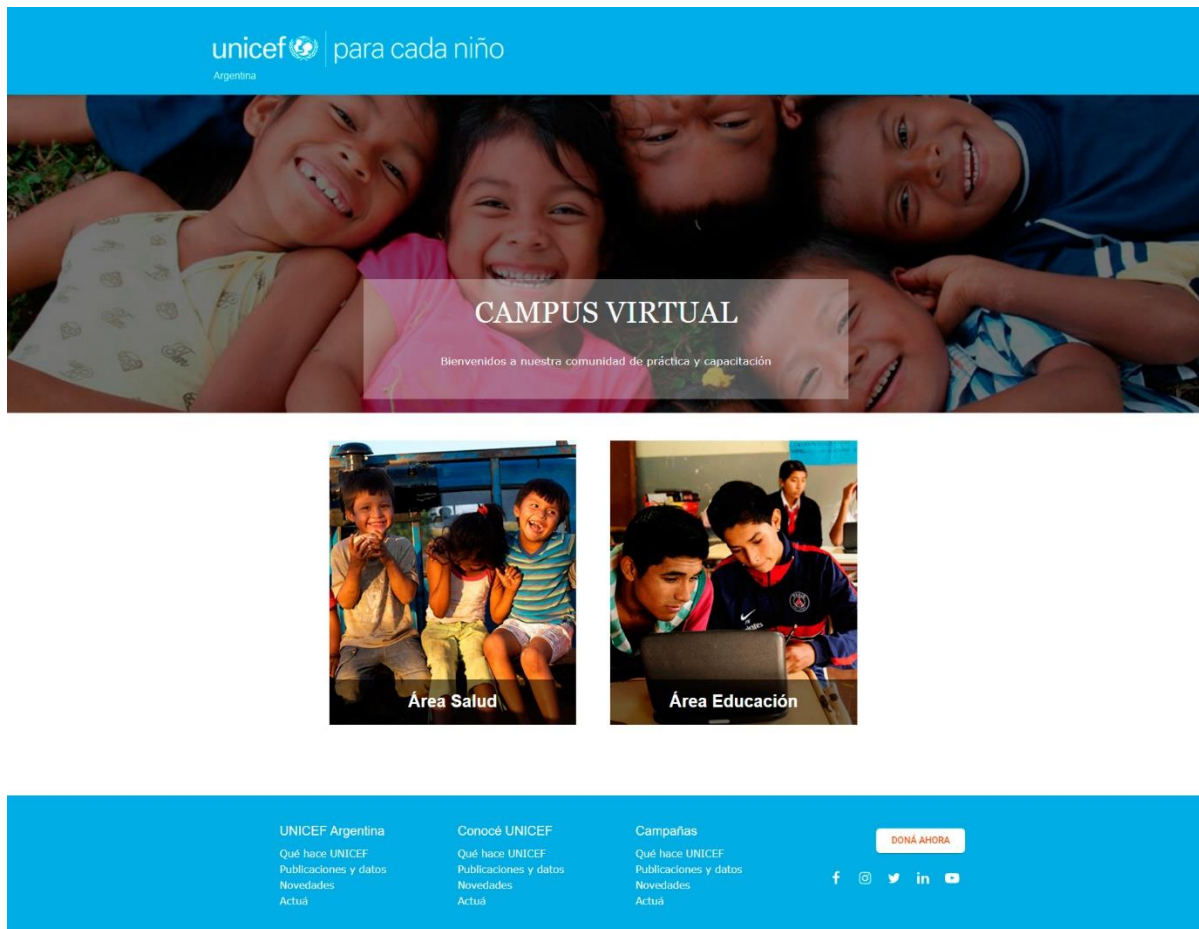 unicef para cada niño
Argentina
CAMPUS VIRTUAL
Bienvenidos a nuestra comunidad de práctica y capacitación
Área Salud
Área Educación
UNICEF Argentina
Qué hace UNICEF
Publicaciones y datos
Novedades
Actuá
Conocé UNICEF
Qué hace UNICEF
Publicaciones y datos
Novedades
Actuá
Campañas
Qué hace UNICEF
Publicaciones y datos
Novedades
Actuá
DONÁ AHORA